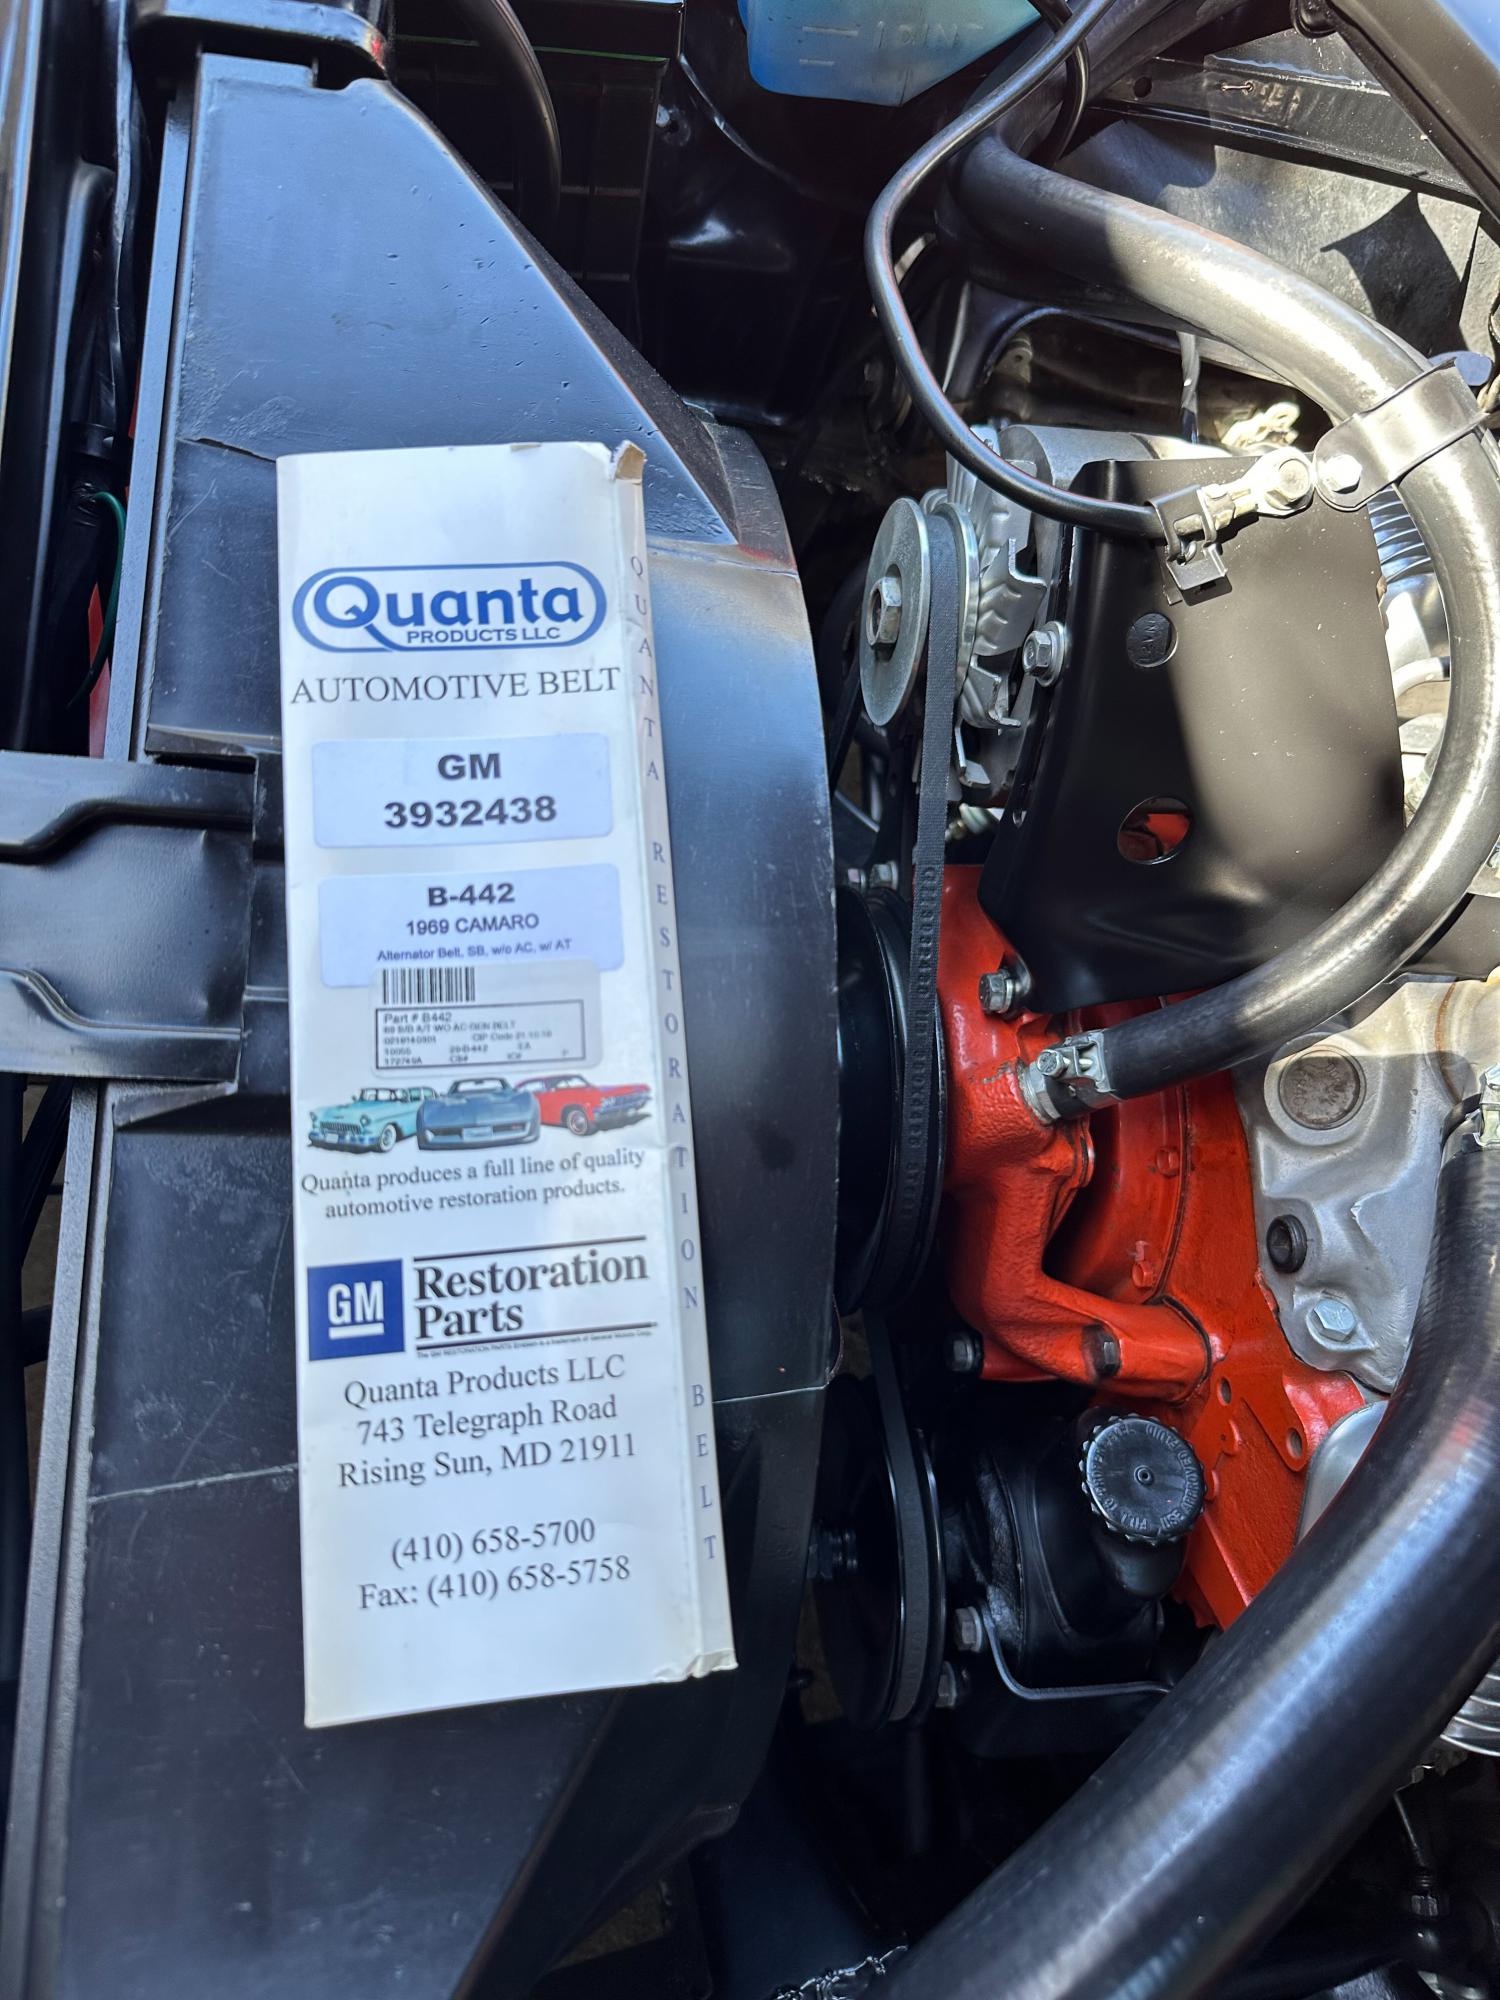 Quanta
PRODUCTS LLC
AUTOMOTIVE BELT
GM
3932438
B-442
1969 CAMARO
Alternator Belt, SB, w/o AC, w/ AT
Part # B442
Quanta produces a full line of quality
automotive restoration products.
GM
Restoration
Parts
Quanta Products LLC
743 Telegraph Road
Rising Sun, MD 21911
(410) 658-5700
Fax: (410) 658-5758
QUANTA RESTORATION BELT